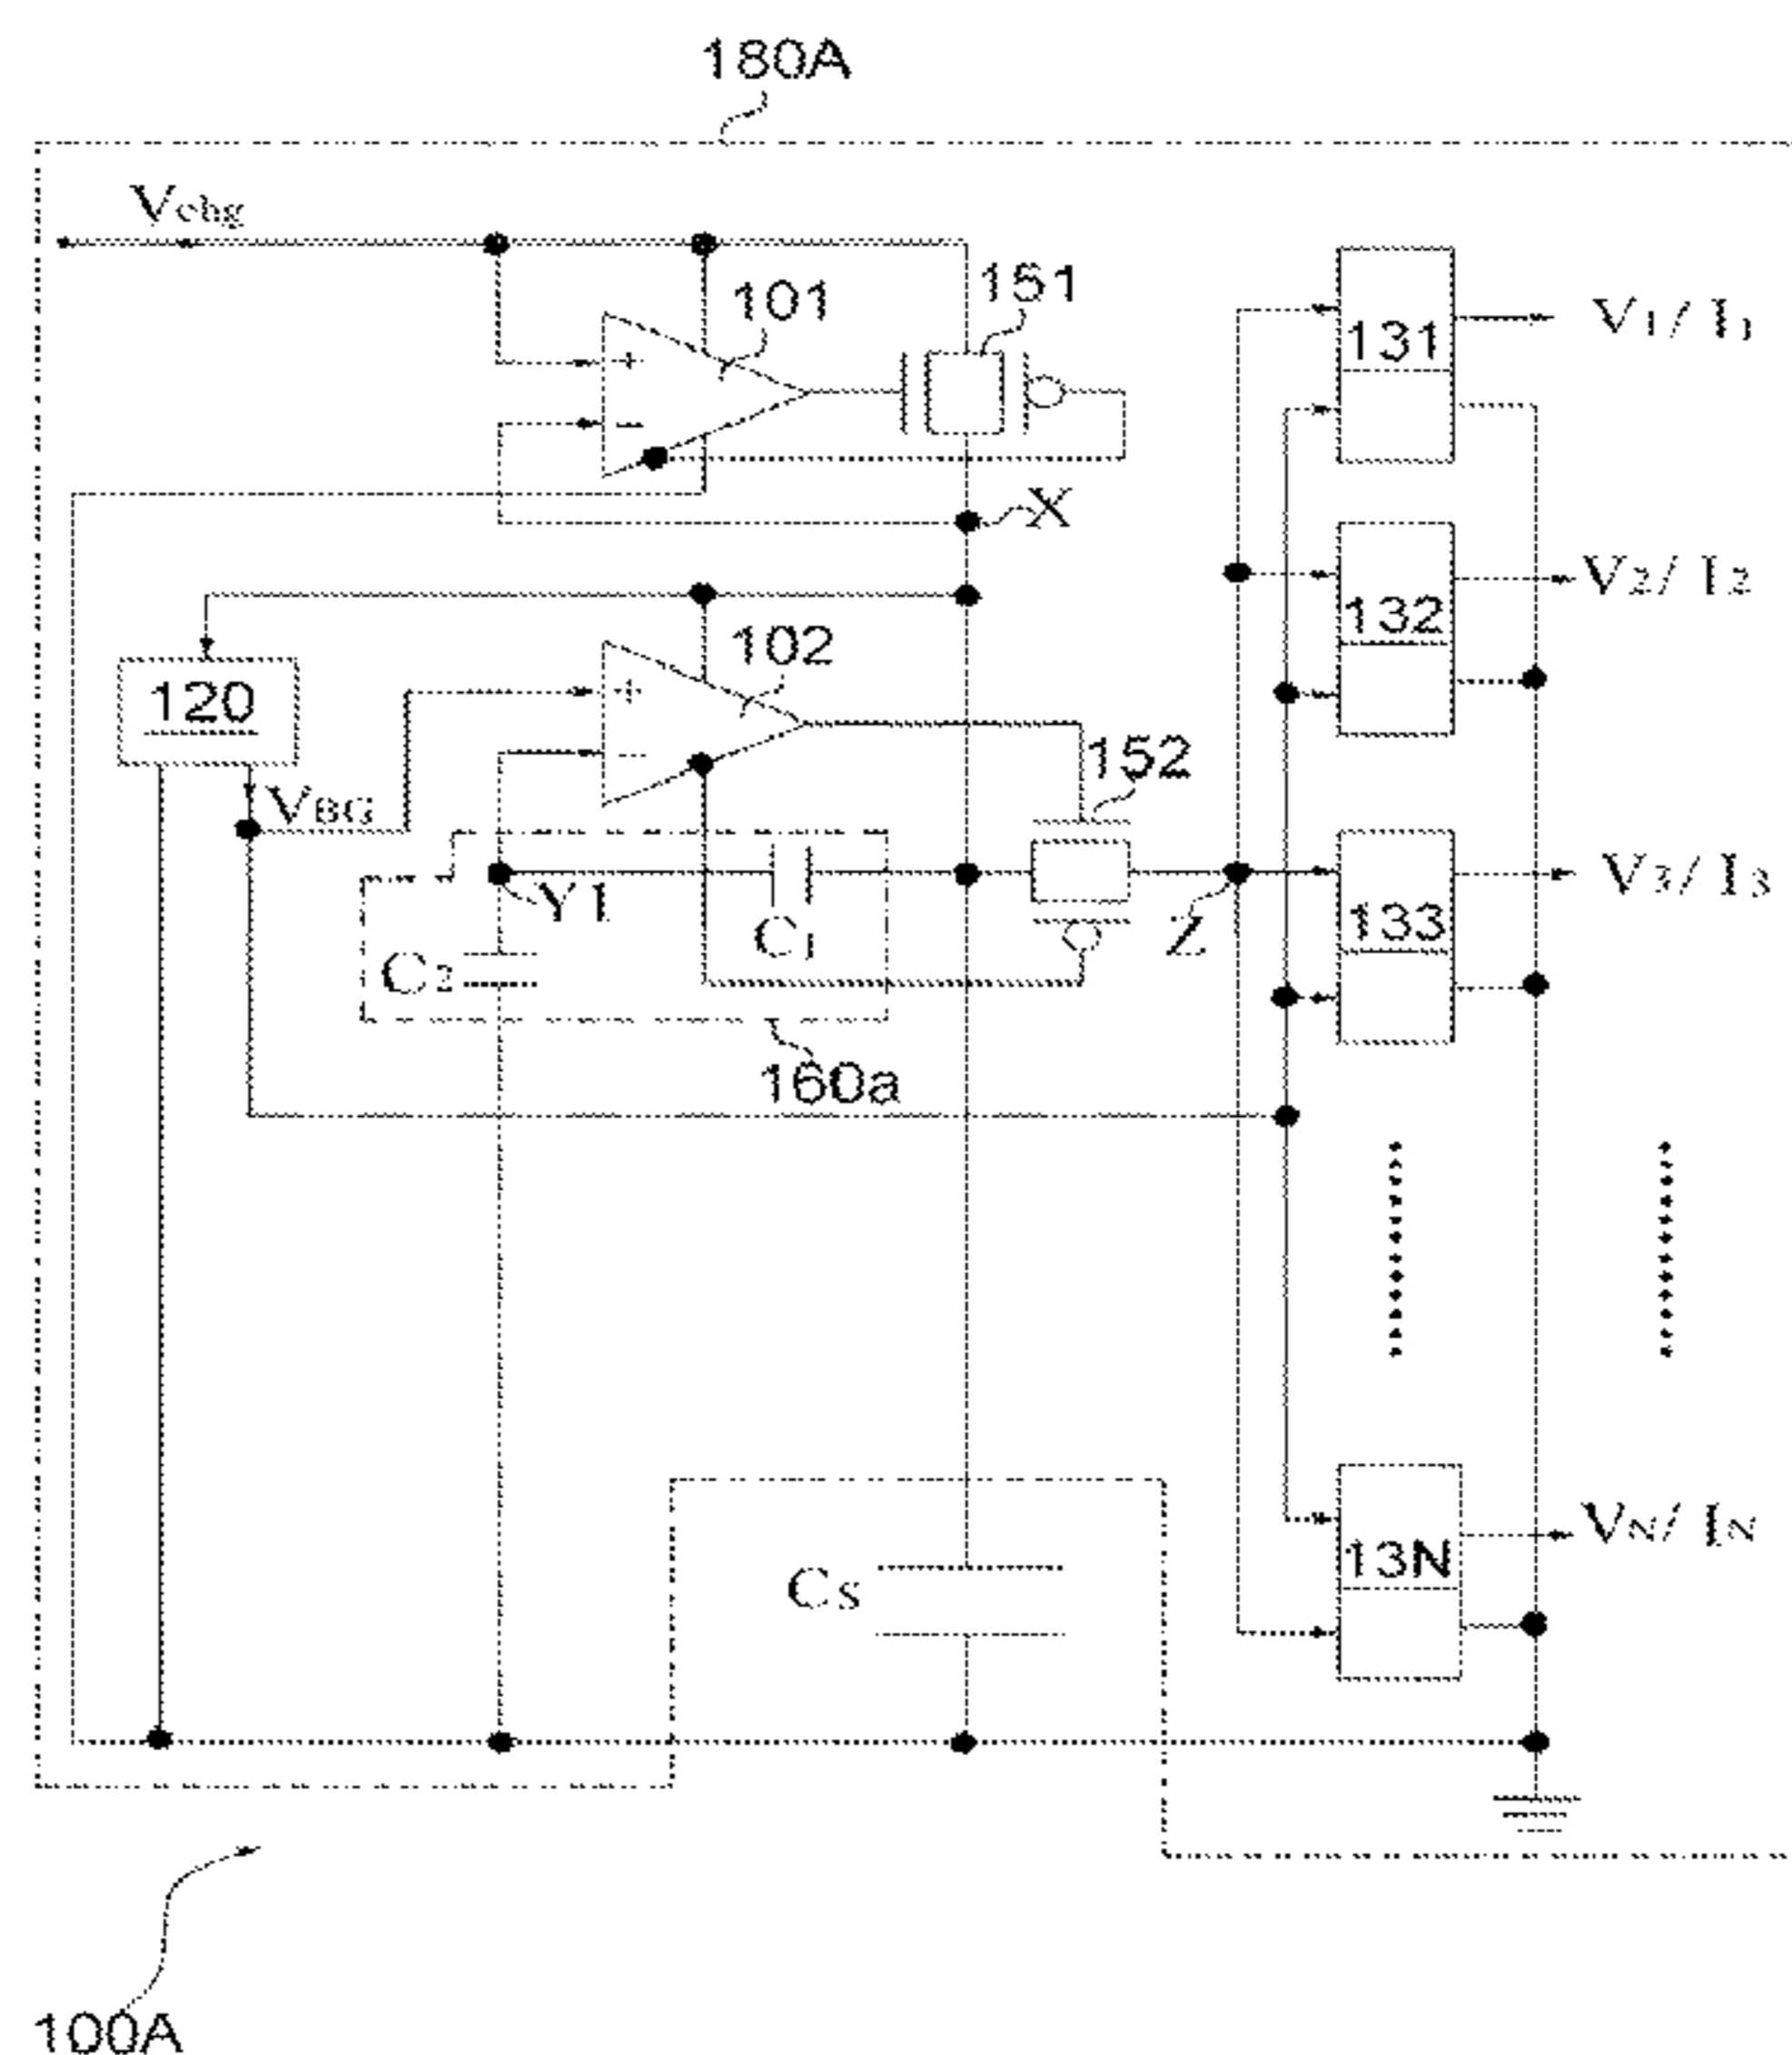 180A
Vchg
101
151
131
V1/ I1
+
−
X
132
V2/ I2
102
120
+
−
152
VBG
133
V3/ I3
Y1
C1
Z
C2
160a
13N
VN/ IN
CS
100A